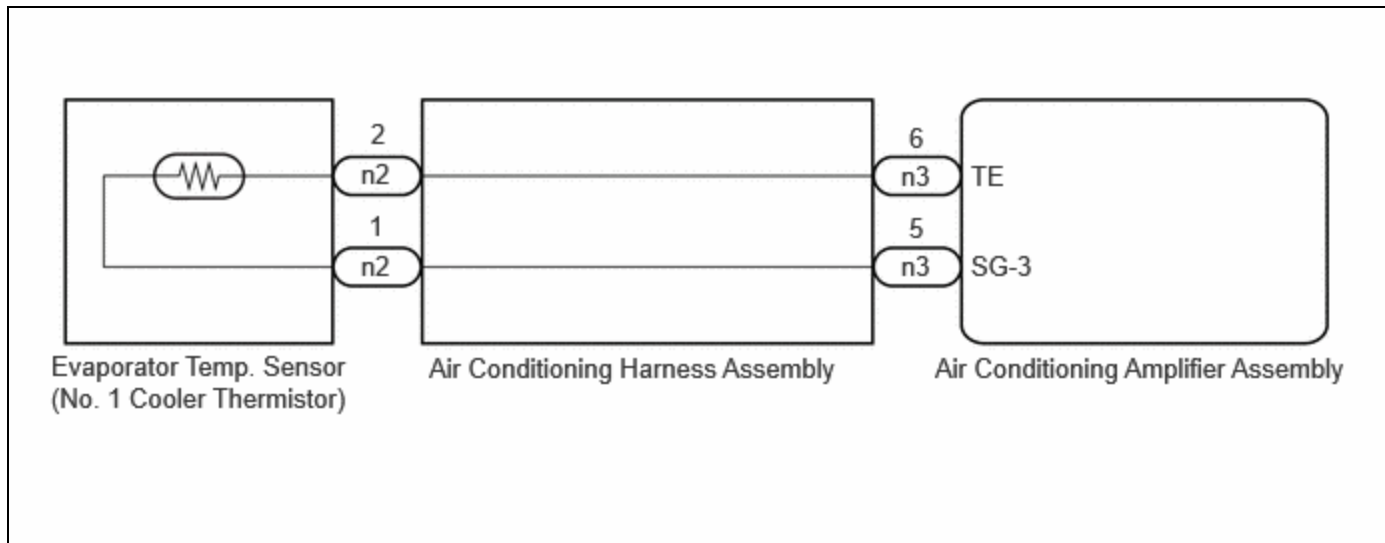 2
6
n2
n3
TE
1
5
n2
n3
SG-3
Evaporator Temp. Sensor
(No. 1 Cooler Thermistor)
Air Conditioning Harness Assembly
Air Conditioning Amplifier Assembly